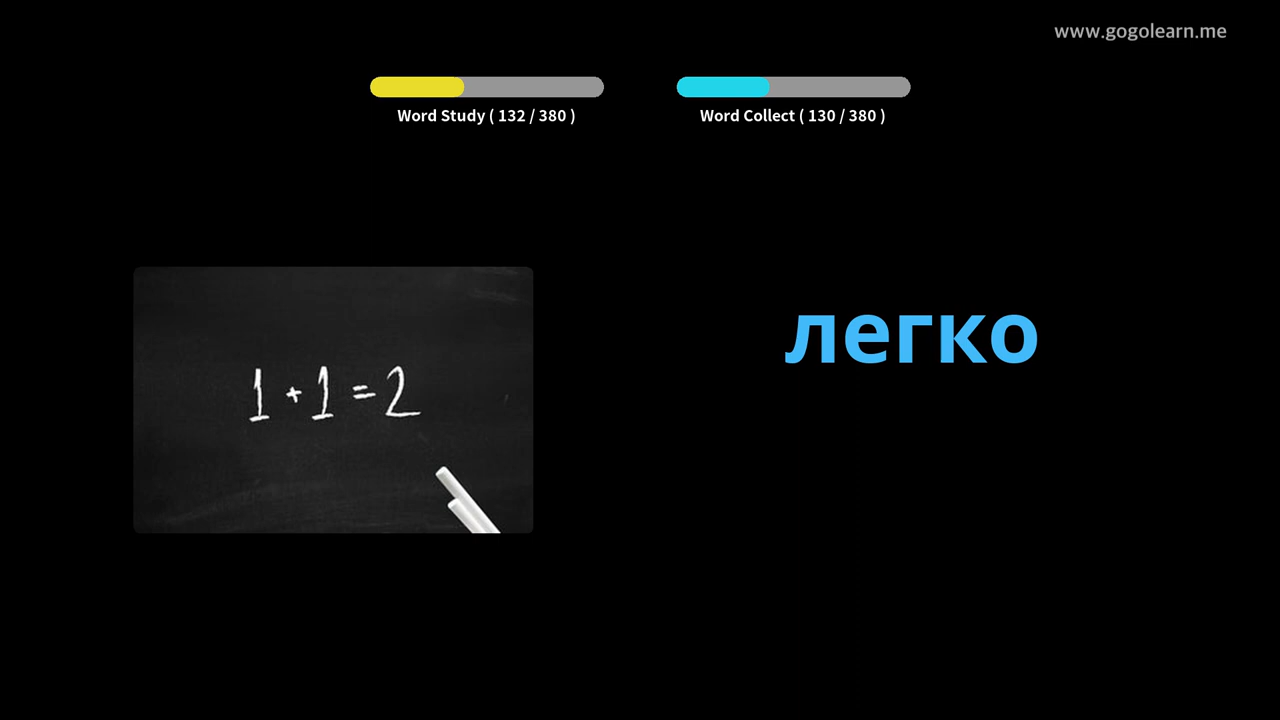 www.gogolearn.me
Word Study ( 132 / 380 )
Word Collect ( 130 / 380 )
легко
1 + 1 = 2